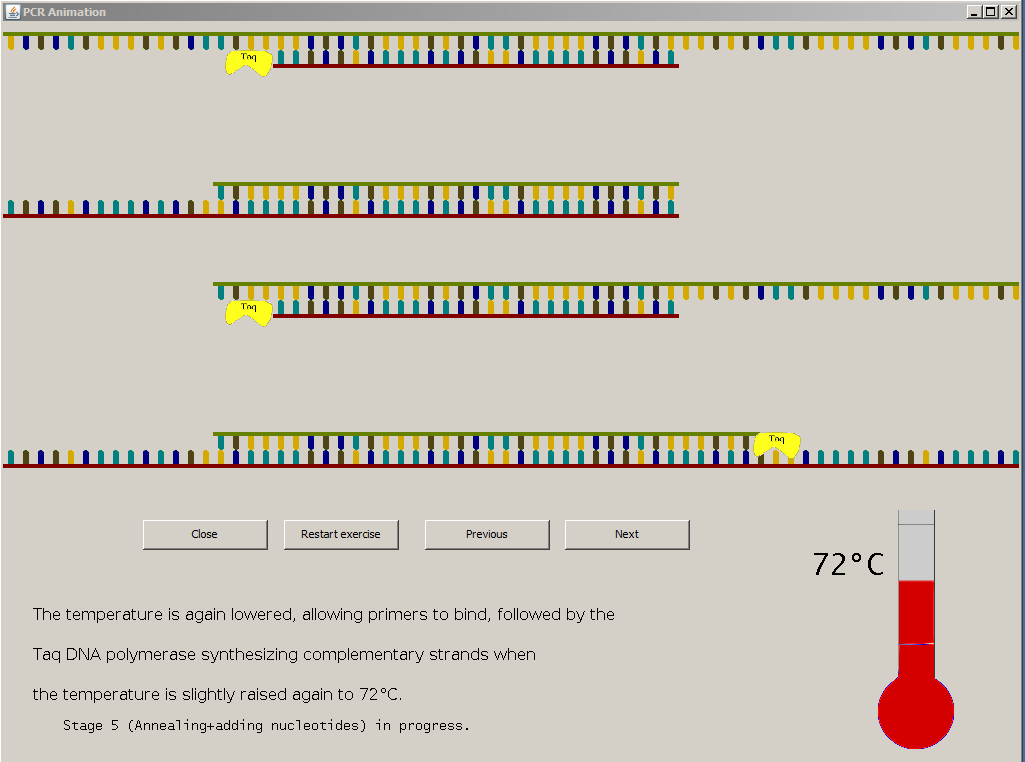 PCR Animation
Taq
Taq
Taq
Close Restart exercise Previous Next
72°C
The temperature is again lowered, allowing primers to bind, followed by the
Taq DNA polymerase synthesizing complementary strands when
the temperature is slightly raised again to 72°C.
Stage 5 (Annealing+adding nucleotides) in progress.